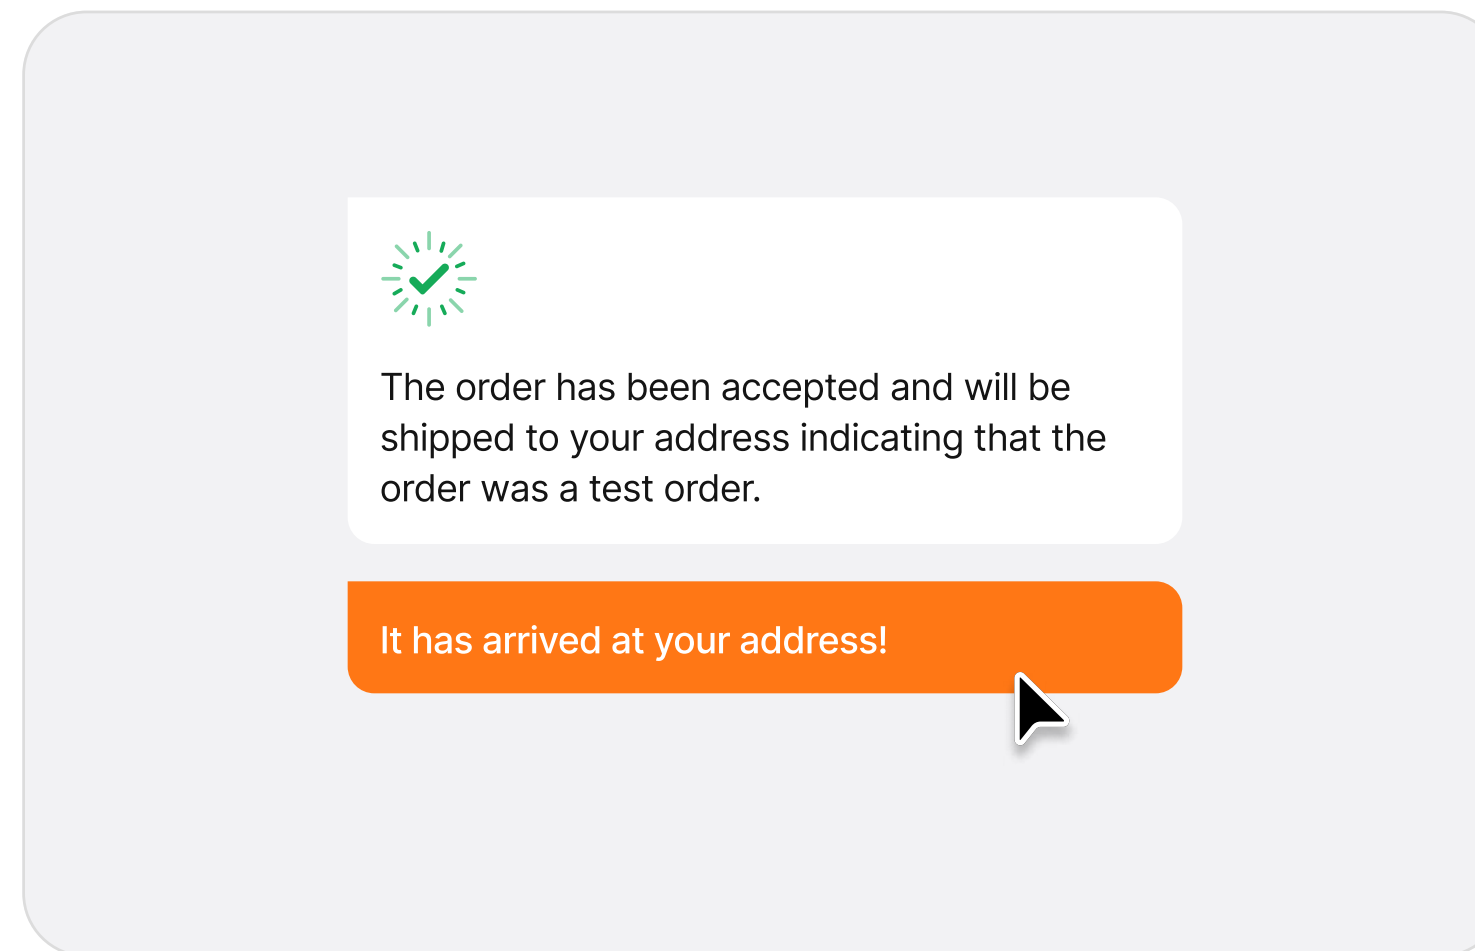 The order has been accepted and will be
shipped to your address indicating that the
order was a test order.
It has arrived at your address!